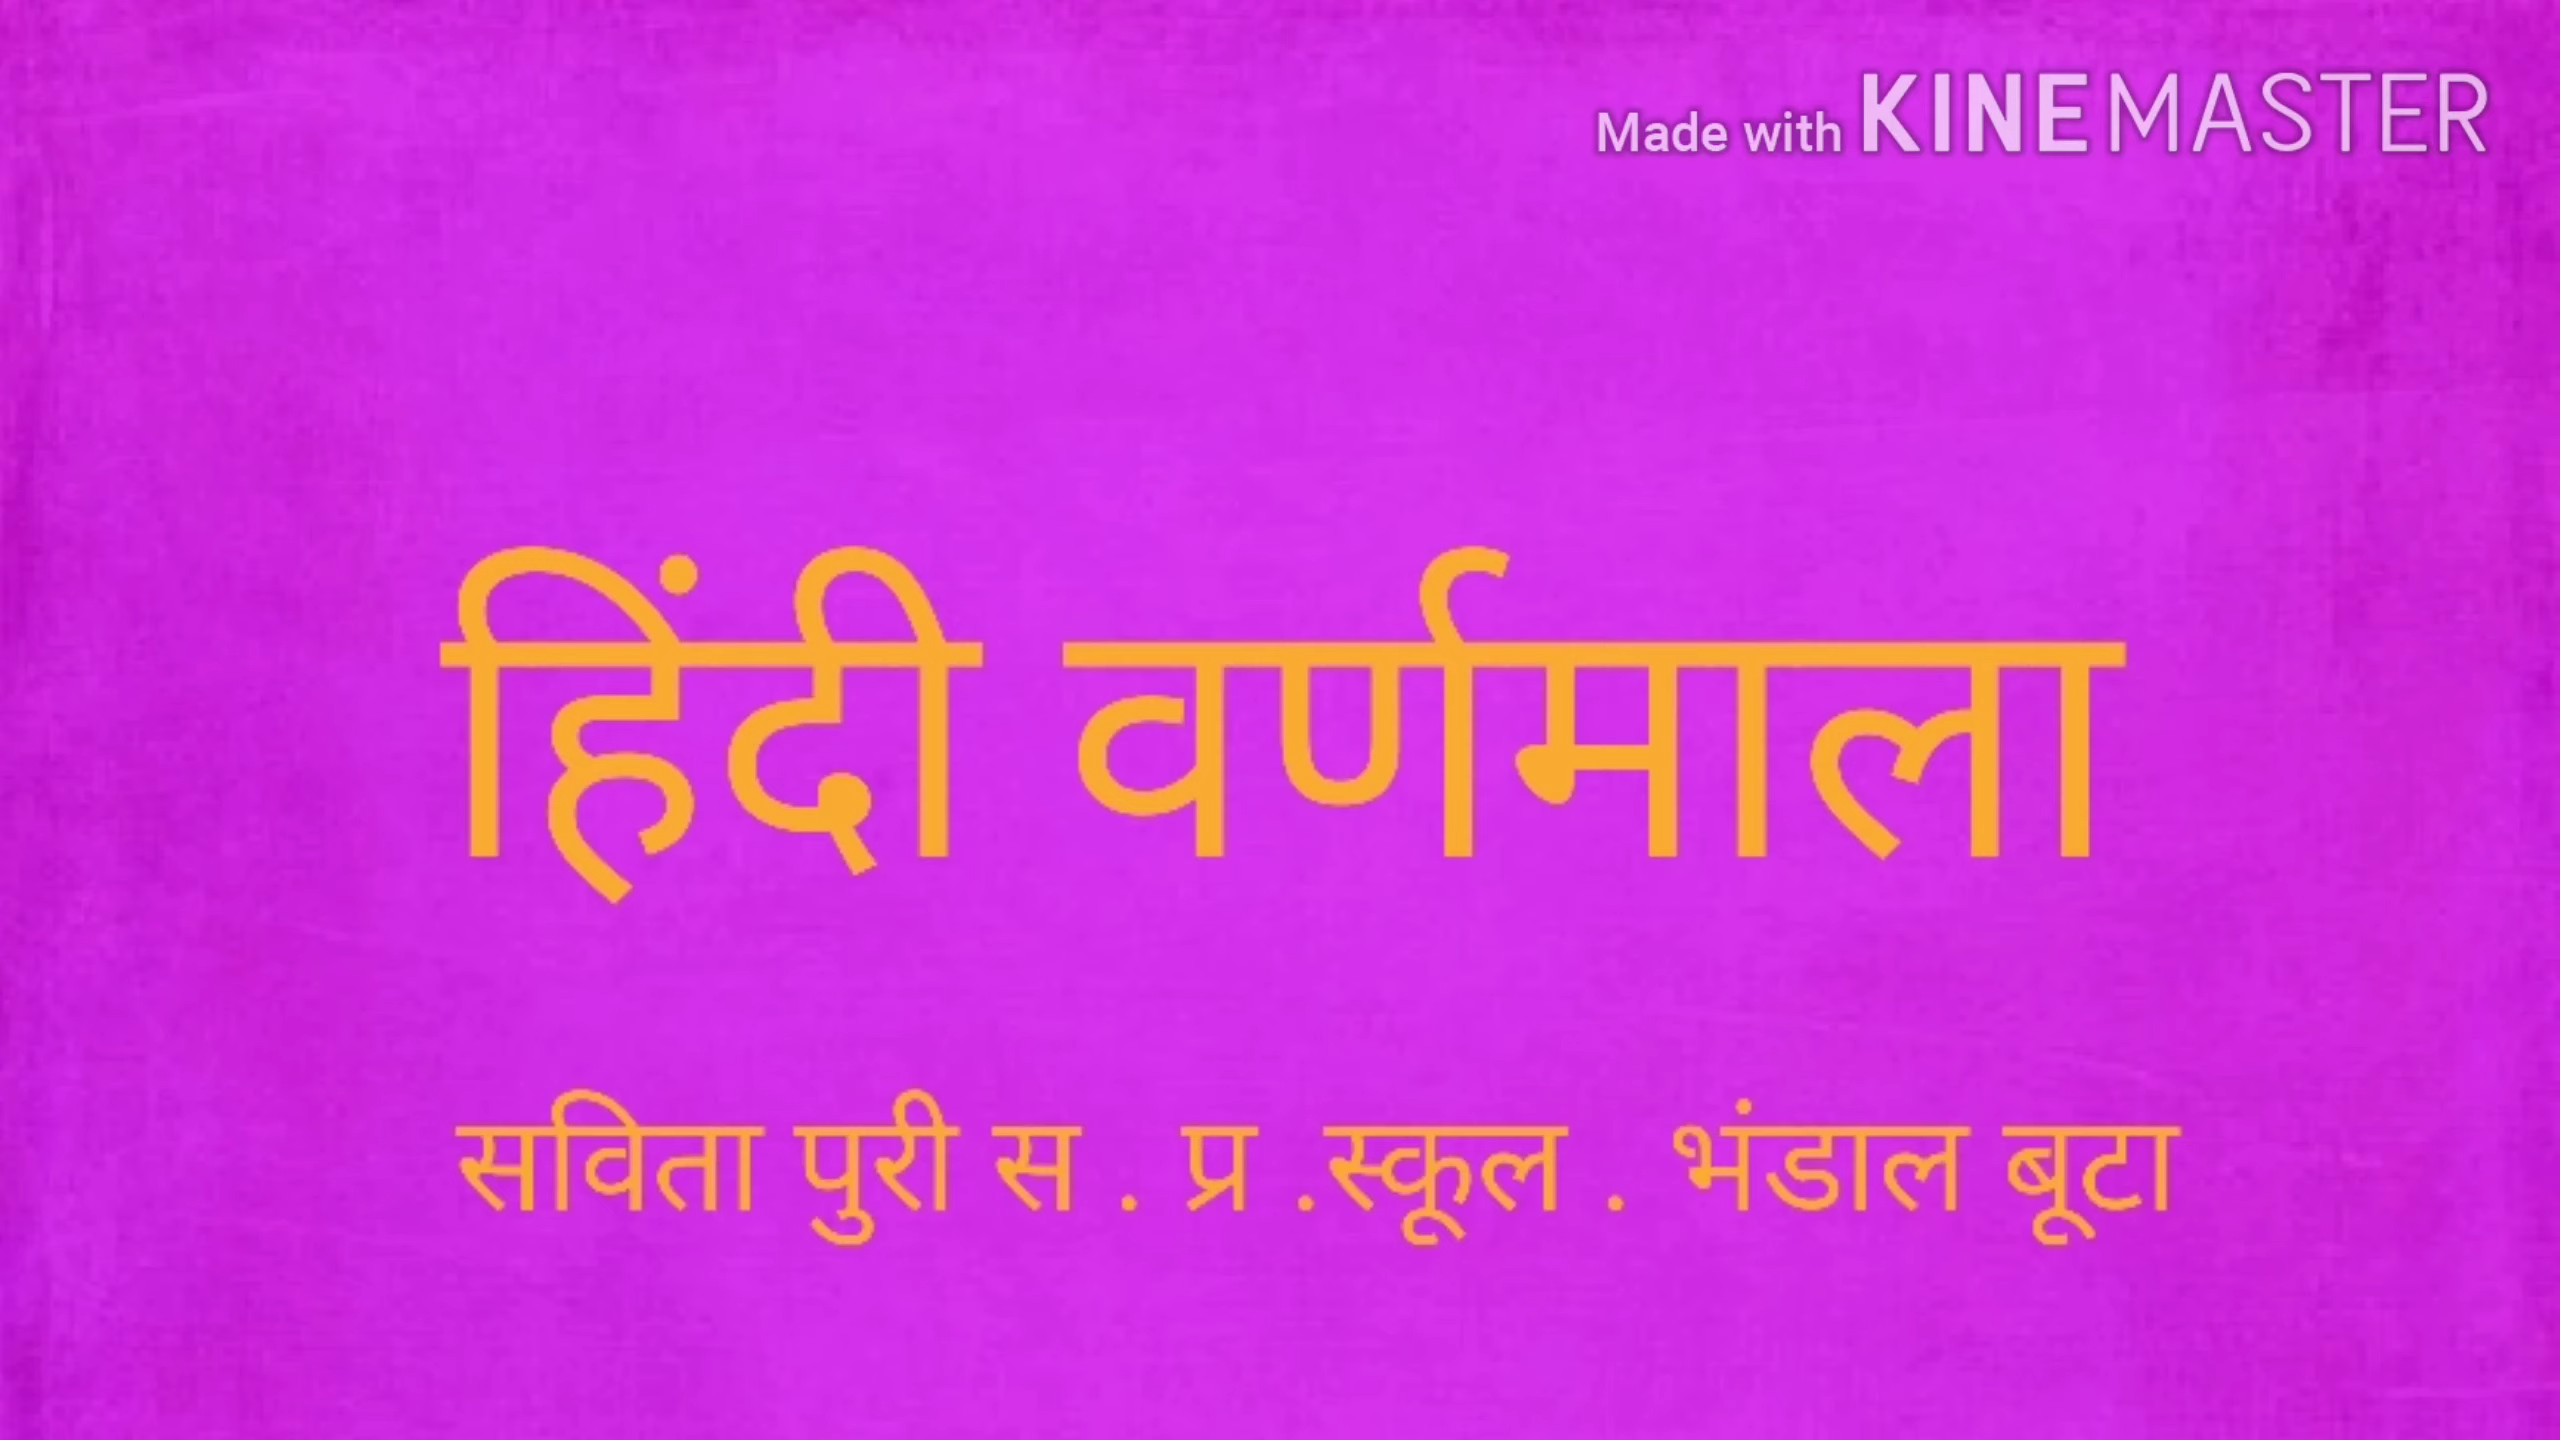 Made with KINEMASTER
हिंदी वर्णमाला
सविता पुरी स . प्र .स्कूल . भंडाल बूटा